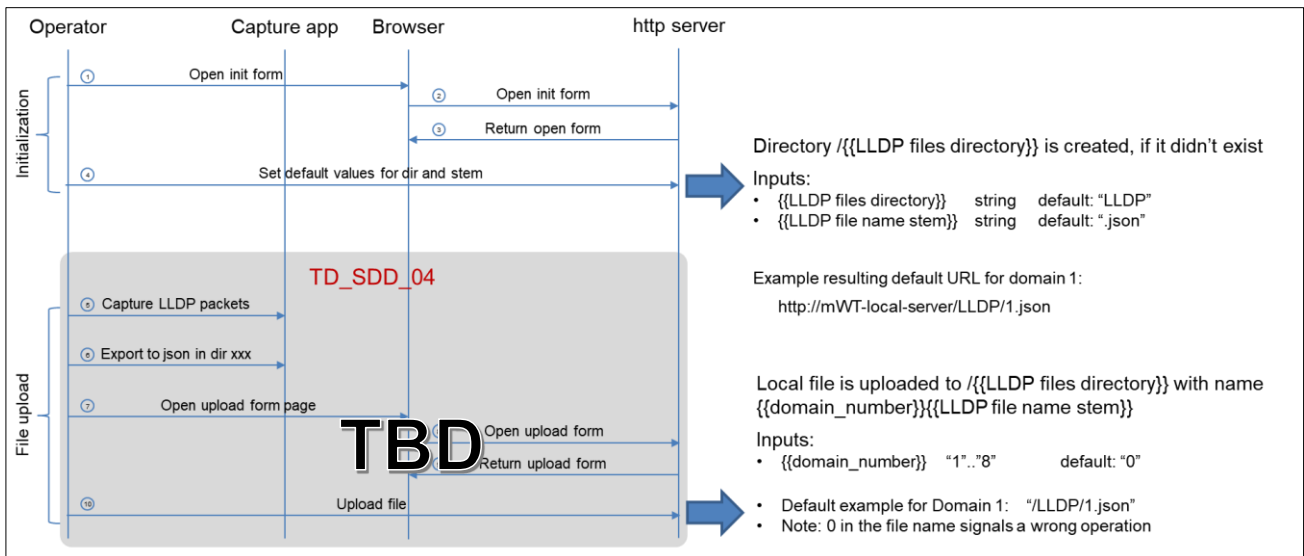 Operator Capture app Browser http server
Initialization
① Open init form
② Open init form
③ Return open form
④ Set default values for dir and stem
Directory /{{LLDP files directory}} is created, if it didn’t exist
Inputs:
• {{LLDP files directory}} string default: “LLDP”
• {{LLDP file name stem}} string default: “.json”
Example resulting default URL for domain 1:
http://mWT-local-server/LLDP/1.json
TD_SDD_04
File upload
⑤ Capture LLDP packets
⑥ Export to json in dir xxx
⑦ Open upload form page
TBD
Open upload form
Return upload form
⑩ Upload file
Local file is uploaded to /{{LLDP files directory}} with name
{{domain_number}}{{LLDP file name stem}}
Inputs:
• {{domain_number}} “1”..“8” default: “0”
• Default example for Domain 1: “/LLDP/1.json”
• Note: 0 in the file name signals a wrong operation